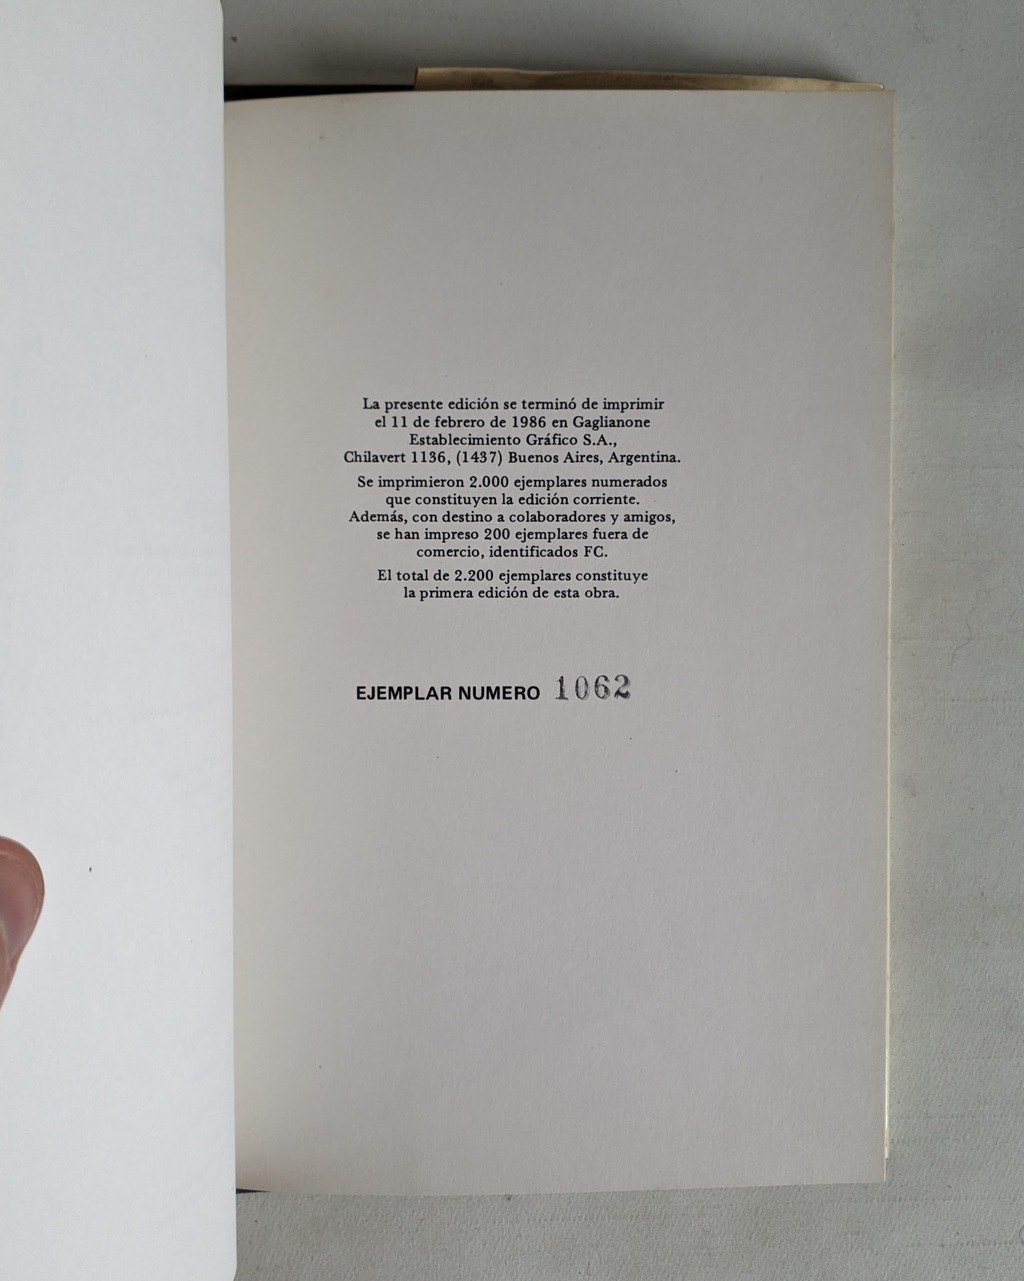 La presente edición se terminó de imprimir
el 11 de febrero de 1986 en Gaglianone
Establecimiento Gráfico S.A.,
Chilavert 1136, (1437) Buenos Aires, Argentina.
Se imprimieron 2.000 ejemplares numerados
que constituyen la edición corriente.
Además, con destino a colaboradores y amigos,
se han impreso 200 ejemplares fuera de
comercio, identificados FC.
El total de 2.200 ejemplares constituye
la primera edición de esta obra.
EJEMPLAR NUMERO 1062